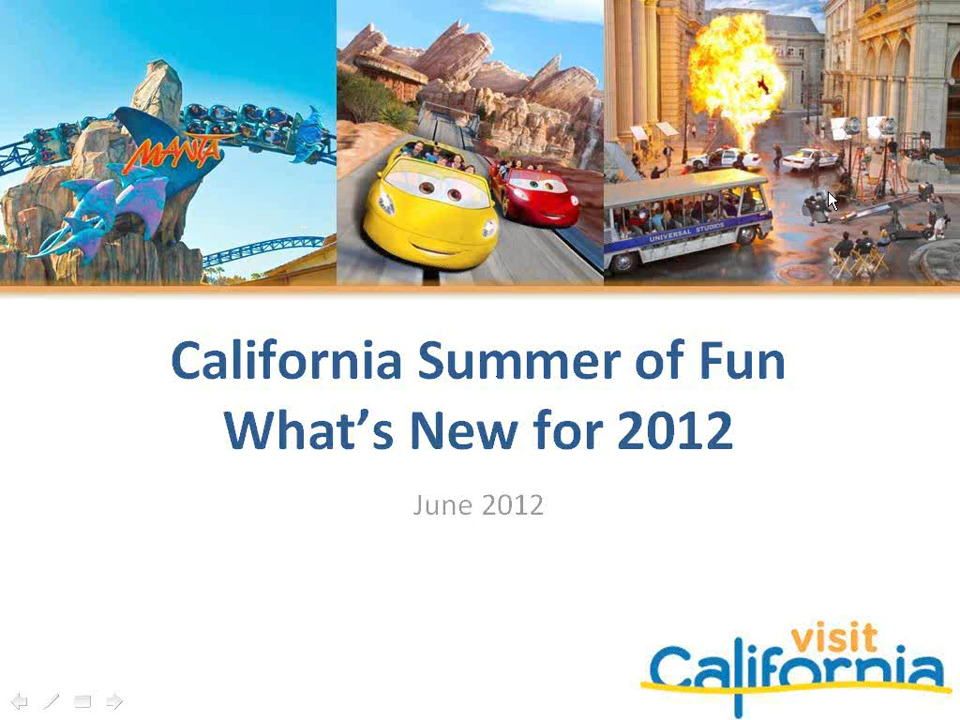 MANTA
UNIVERSAL STUDIOS
California Summer of Fun
What's New for 2012
June 2012
visit
California